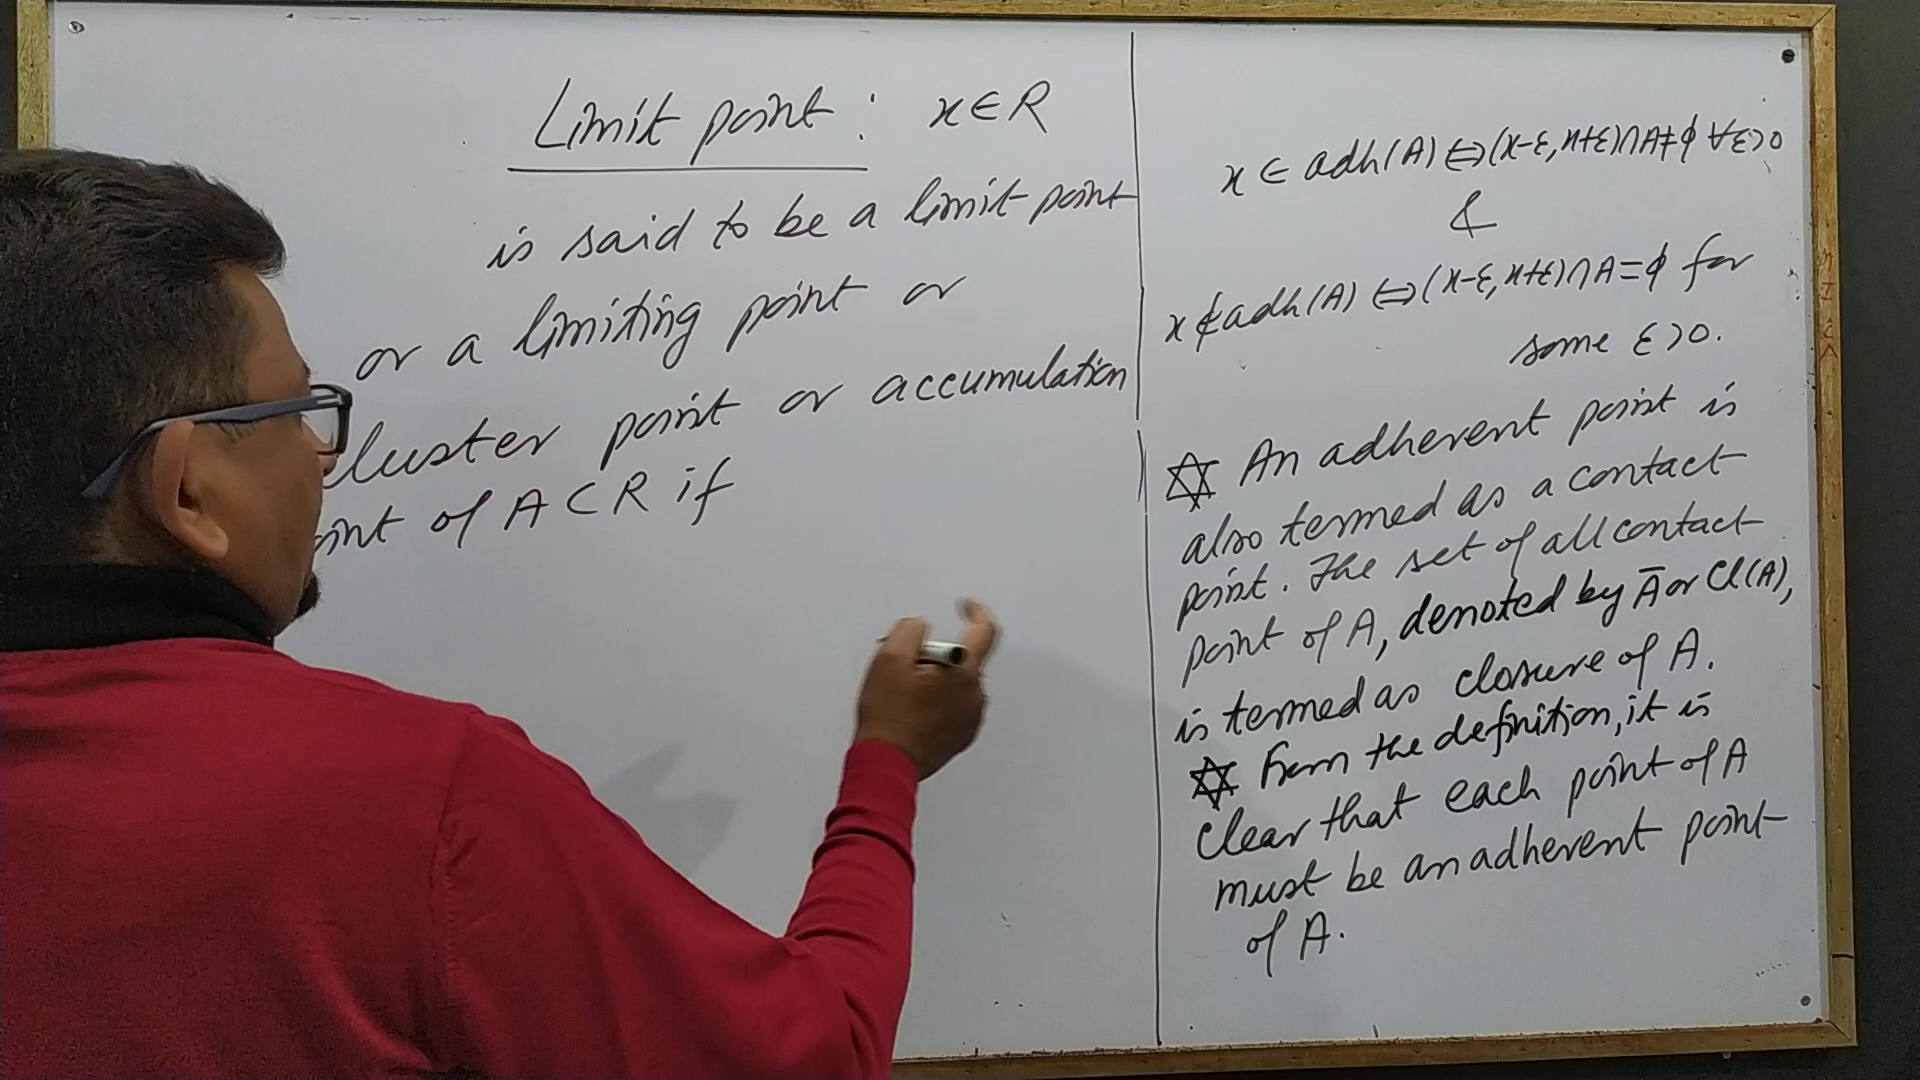 Limit point: x∈R
is said to be a limit point
or a limiting point or
cluster point or accumulation
point of A⊂R if
x ∈ adh(A) ⇔ (x-ε, x+ε)∩A≠ϕ ∀ε>0
&
x∉adh(A) ⇔ (x-ε, x+ε)∩A=ϕ for
some ε>0.
✡ An adherent point is
also termed as a contact
point. The set of all contact
point of A, denoted by Ā or Cl(A),
is termed as closure of A.
✡ From the definition, it is
clear that each point of A
must be an adherent point
of A.